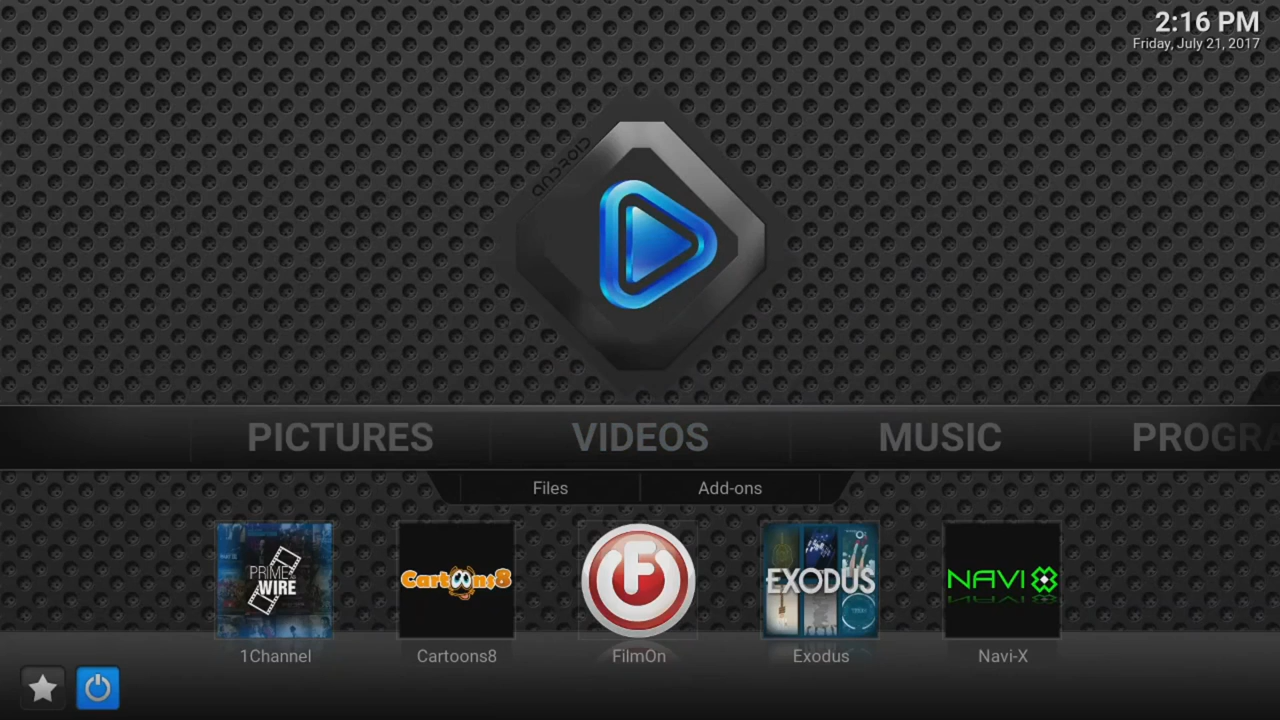 2:16 PM
Friday, July 21, 2017
ANDROID
PICTURES
VIDEOS
MUSIC
PROGRA
Files
Add-ons
PRIME
WIRE
Cartoons8
F
EXODUS
NAVI X
1Channel
Cartoons8
FilmOn
Exodus
Navi-X